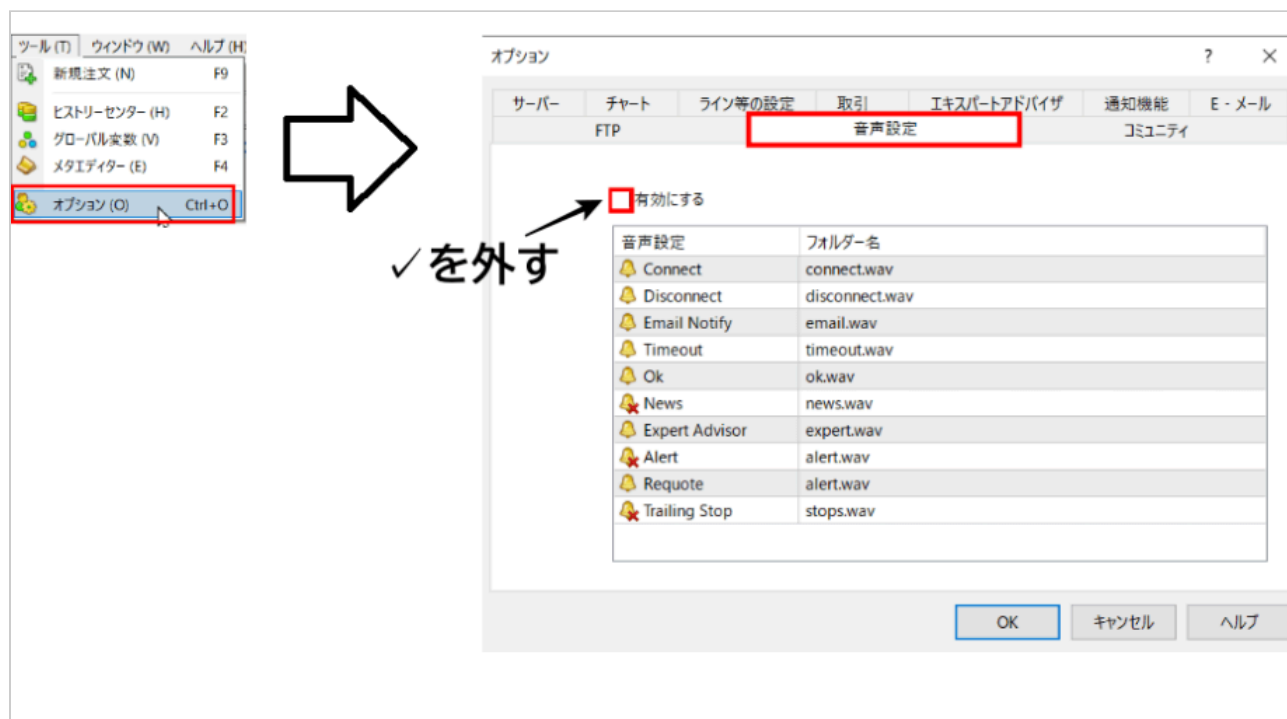 ツール (T) ウィンドウ (W) ヘルプ (H)
新規注文 (N) F9
ヒストリーセンター (H) F2
グローバル変数 (V) F3
メタエディター (E) F4
オプション (O) Ctrl+O
✓を外す
オプション ? ×
サーバー チャート ライン等の設定 取引 エキスパートアドバイザ 通知機能 E - メール
FTP 音声設定 コミュニティ
有効にする
音声設定 フォルダー名
Connect connect.wav
Disconnect disconnect.wav
Email Notify email.wav
Timeout timeout.wav
Ok ok.wav
News news.wav
Expert Advisor expert.wav
Alert alert.wav
Requote alert.wav
Trailing Stop stops.wav
OK キャンセル ヘルプ